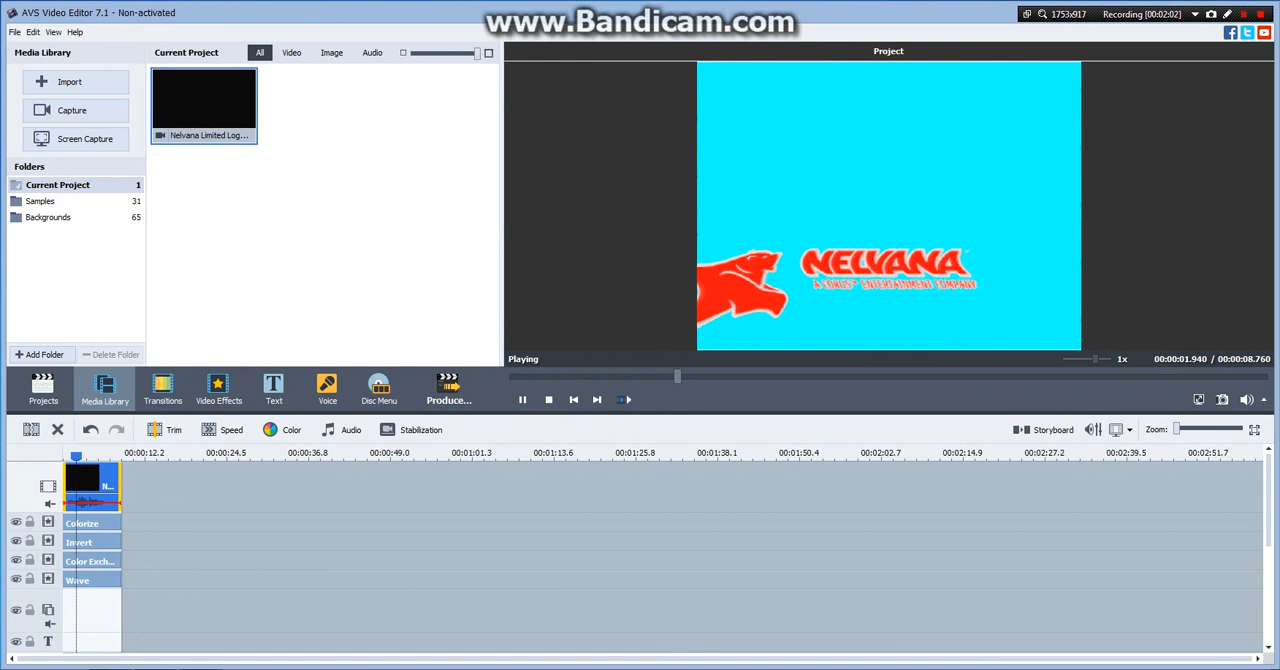 AVS Video Editor 7.1 - Non-activated
www.Bandicam.com
1753x917 Recording [00:02:02]
File Edit View Help
Media Library
Current Project All Video Image Audio
Project
Import
Capture
Screen Capture
Nelvana Limited Log...
Folders
Current Project 1
Samples 31
Backgrounds 65
NELVANA
A CORUS ENTERTAINMENT COMPANY
Add Folder Delete Folder
Playing 1x 00:00:01.940 / 00:00:08.760
Projects Media Library Transitions Video Effects Text Voice Disc Menu Produce...
Trim Speed Color Audio Stabilization Storyboard Zoom:
00:00:12.2 00:00:24.5 00:00:36.8 00:00:49.0 00:01:01.3 00:01:13.6 00:01:25.8 00:01:38.1 00:01:50.4 00:02:02.7 00:02:14.9 00:02:27.2 00:02:39.5 00:02:51.7
N...
Colorize
Invert
Color Exch...
Wave
T